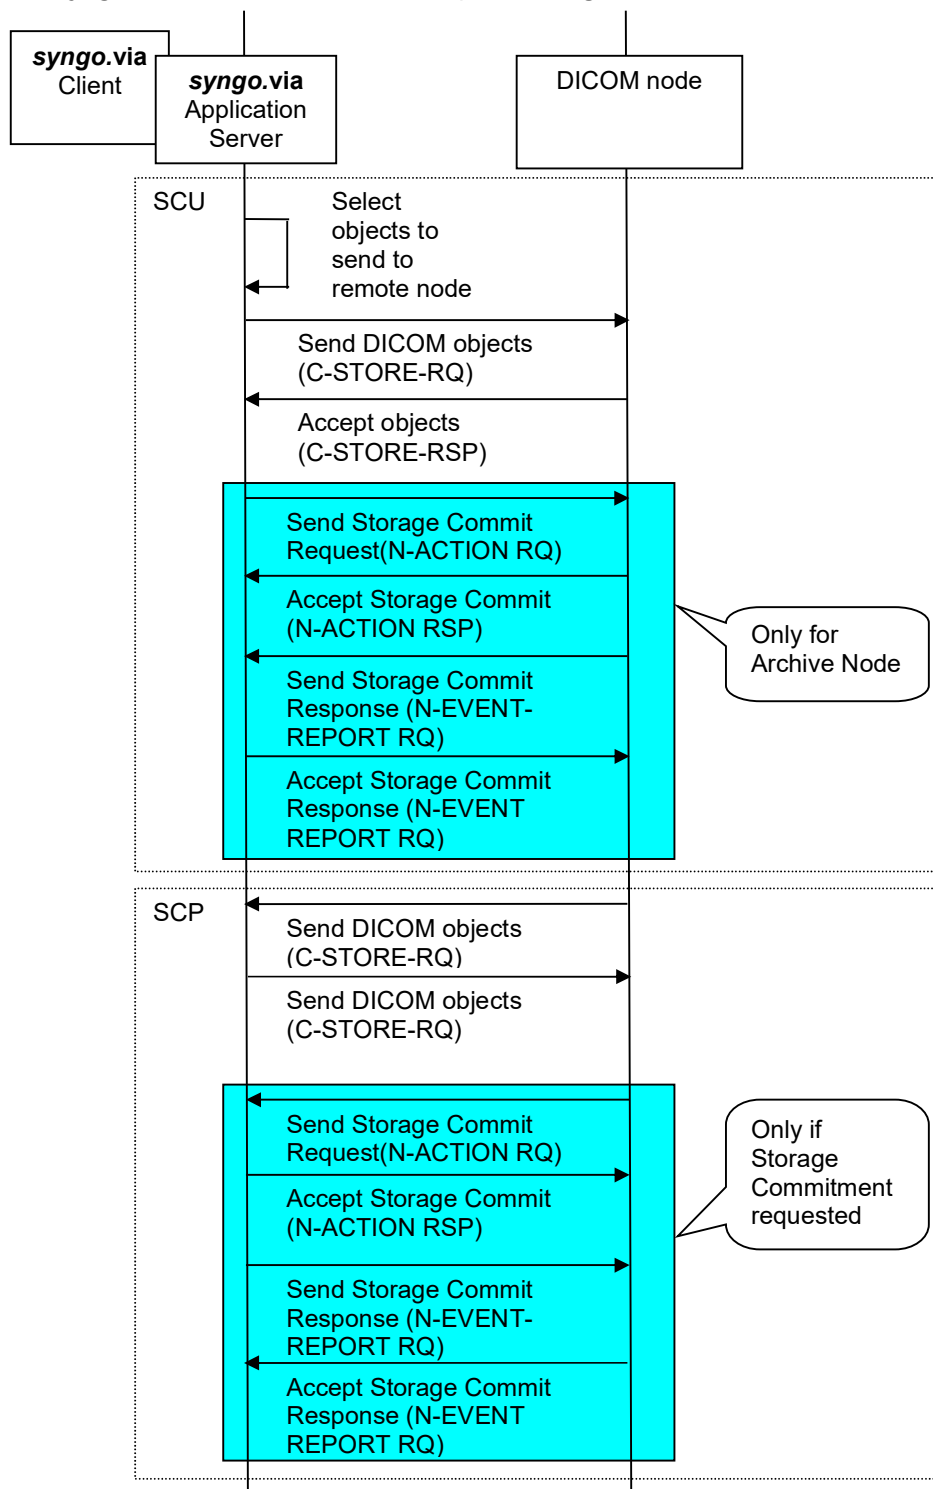 syngo.via
Client
syngo.via
Application
Server
DICOM node
SCU
Select
objects to
send to
remote node
Send DICOM objects
(C-STORE-RQ)
Accept objects
(C-STORE-RSP)
Send Storage Commit
Request(N-ACTION RQ)
Accept Storage Commit
(N-ACTION RSP)
Only for
Archive Node
Send Storage Commit
Response (N-EVENT-
REPORT RQ)
Accept Storage Commit
Response (N-EVENT
REPORT RQ)
SCP
Send DICOM objects
(C-STORE-RQ)
Send DICOM objects
(C-STORE-RQ)
Send Storage Commit
Request(N-ACTION RQ)
Accept Storage Commit
(N-ACTION RSP)
Only if
Storage
Commitment
requested
Send Storage Commit
Response (N-EVENT-
REPORT RQ)
Accept Storage Commit
Response (N-EVENT
REPORT RQ)